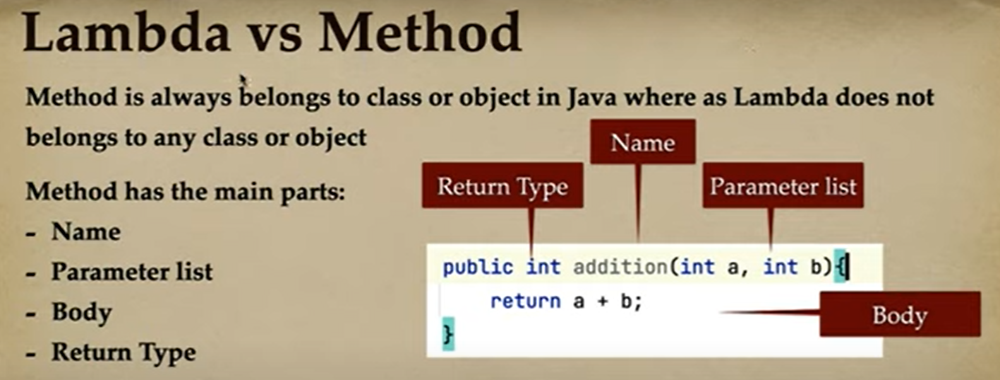 Lambda vs Method
Method is always belongs to class or object in Java where as Lambda does not
belongs to any class or object
Method has the main parts:
- Name
- Parameter list
- Body
- Return Type
Name
Return Type
Parameter list
public int addition(int a, int b){
return a + b;
}
Body